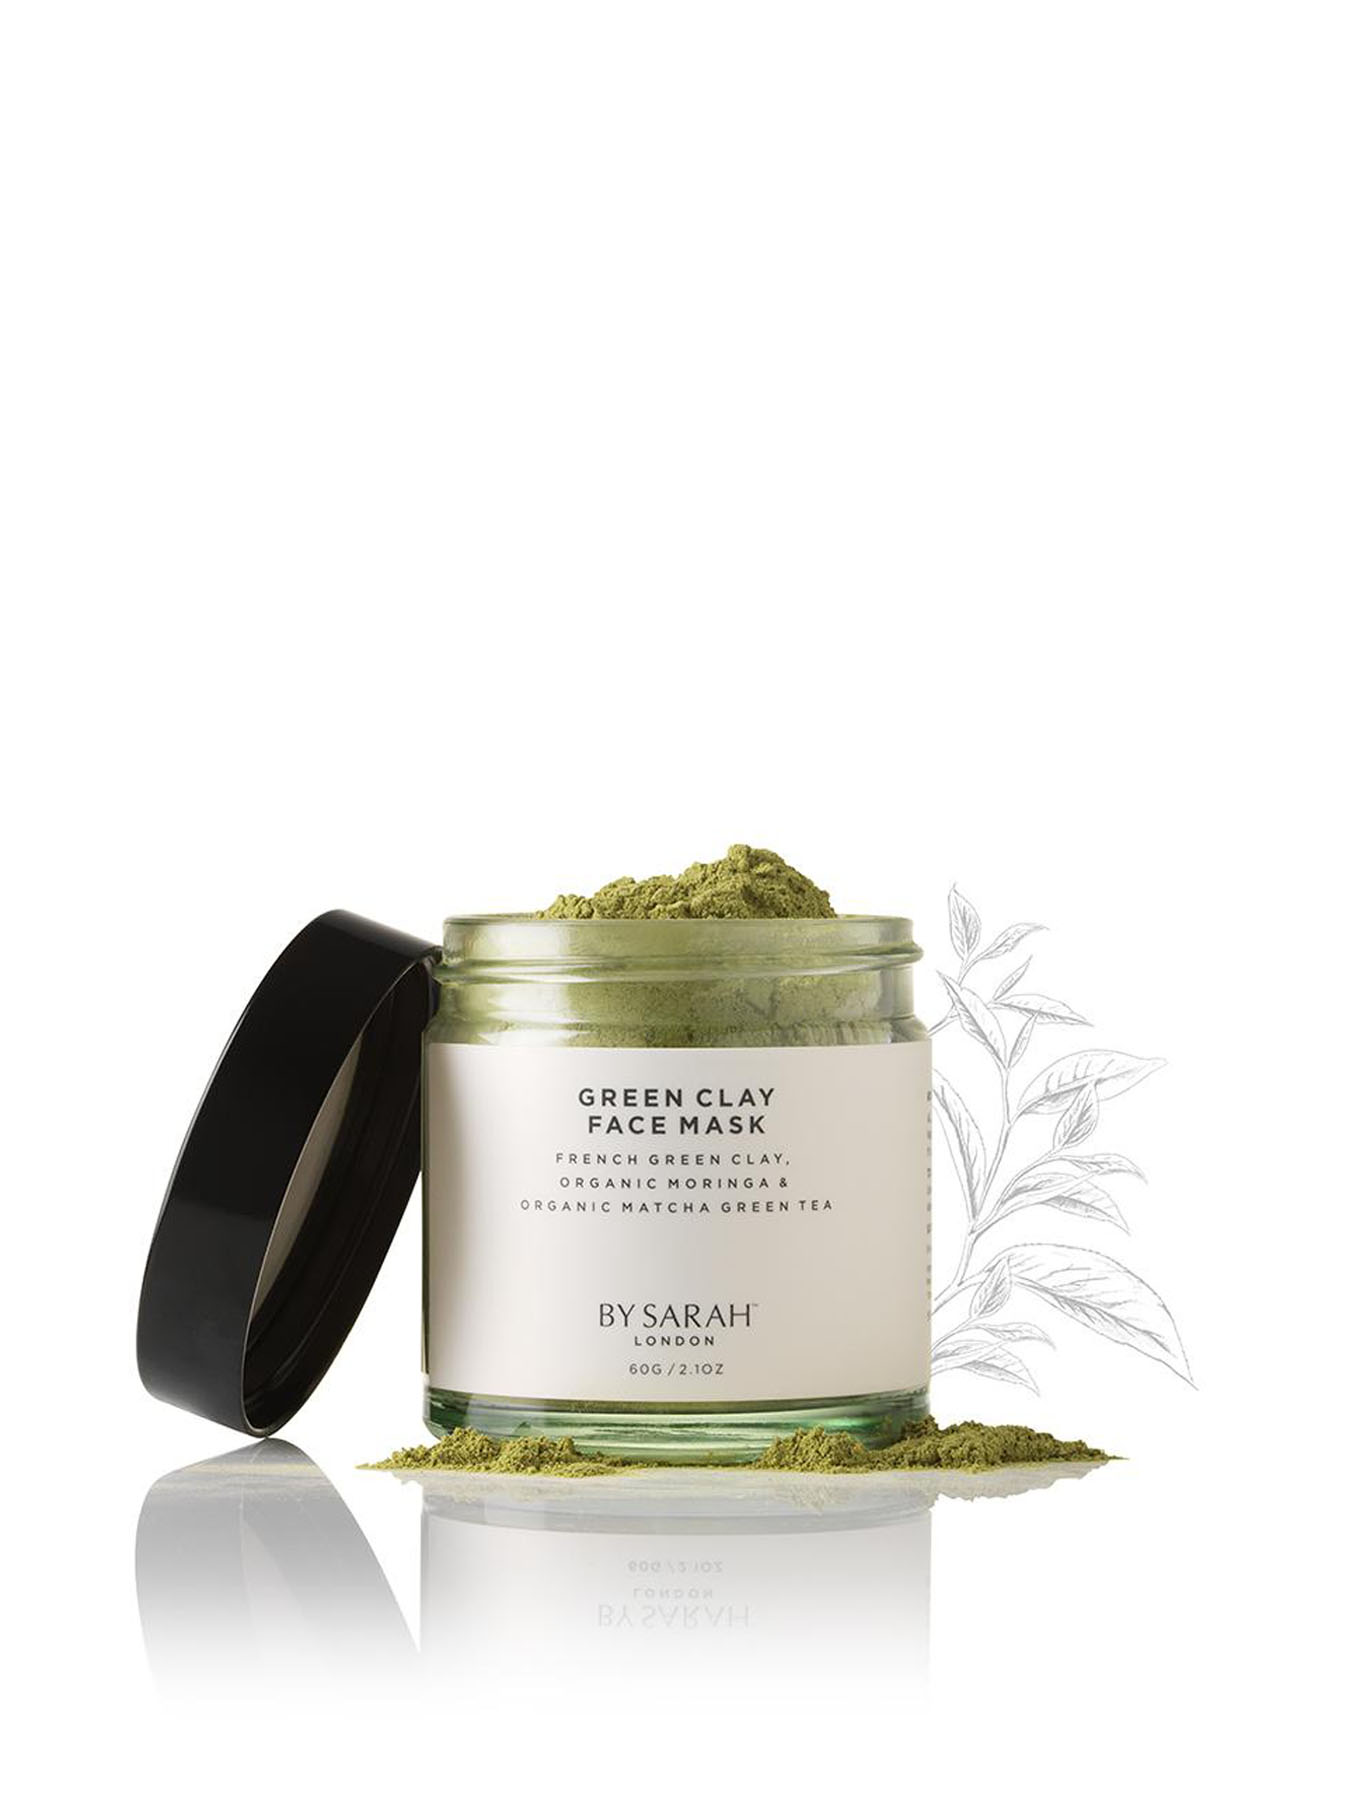 GREEN CLAY
FACE MASK
FRENCH GREEN CLAY,
ORGANIC MORINGA &
ORGANIC MATCHA GREEN TEA
BY SARAH™
LONDON
60G / 2.1OZ